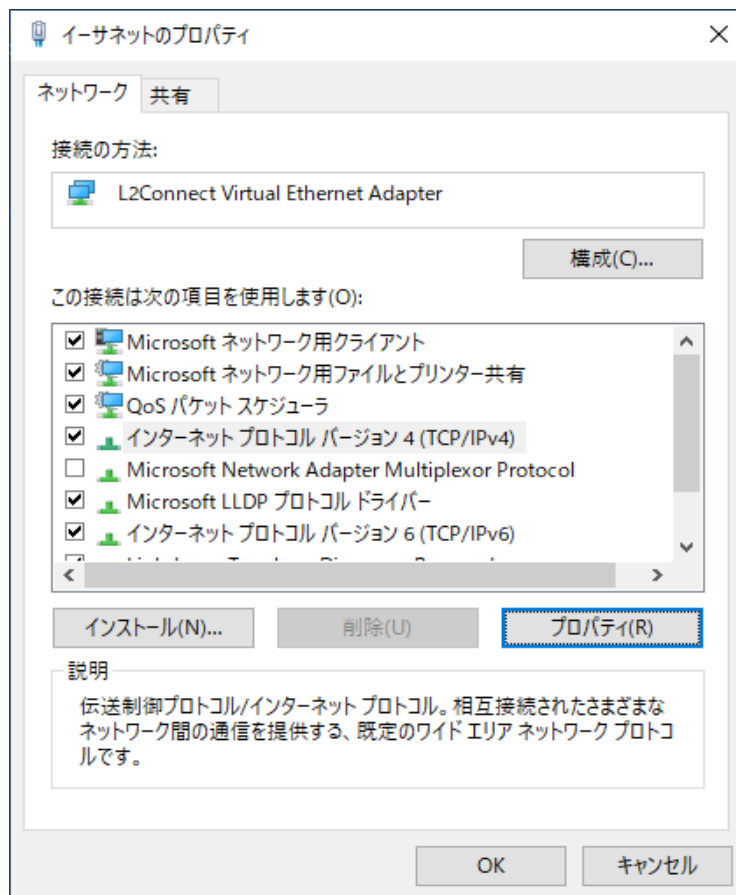 イーサネットのプロパティ
ネットワーク
共有
接続の方法:
L2Connect Virtual Ethernet Adapter
構成(C)...
この接続は次の項目を使用します(O):
Microsoft ネットワーク用クライアント
Microsoft ネットワーク用ファイルとプリンター共有
QoS パケット スケジューラ
インターネット プロトコル バージョン 4 (TCP/IPv4)
Microsoft Network Adapter Multiplexor Protocol
Microsoft LLDP プロトコル ドライバー
インターネット プロトコル バージョン 6 (TCP/IPv6)
インストール(N)...
削除(U)
プロパティ(R)
説明
伝送制御プロトコル/インターネット プロトコル。相互接続されたさまざまな
ネットワーク間の通信を提供する、既定のワイド エリア ネットワーク プロトコ
ルです。
OK
キャンセル